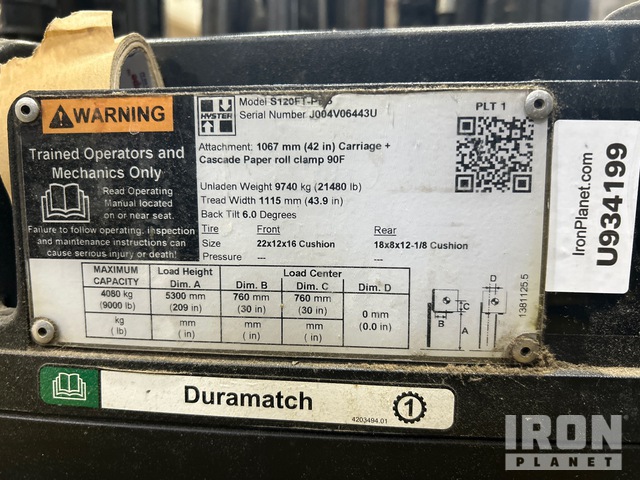 WARNING
Trained Operators and
Mechanics Only
Read Operating
Manual located
on or near seat.
Failure to follow operating, inspection
and maintenance instructions can
cause serious injury or death!
HYSTER
Model S120FT-
Serial Number J004V06443U
PLT 1
Attachment: 1067 mm (42 in) Carriage +
Cascade Paper roll clamp 90F
Unladen Weight 9740 kg (21480 lb)
Tread Width 1115 mm (43.9 in)
Back Tilt 6.0 Degrees
Tire Front Rear
Size 22x12x16 Cushion 18x8x12-1/8 Cushion
Pressure --- ---
MAXIMUM CAPACITY Load Height Dim. A Load Center Dim. B Dim. C Dim. D
4080 kg (9000 lb) 5300 mm (209 in) 760 mm (30 in) 760 mm (30 in) 0 mm (0.0 in)
kg (lb) mm (in) mm (in) mm (in)
D
C
B
A
1381125.5
IronPlanet.com
U934199
Duramatch
1
4203494.01
IRON
PLANET